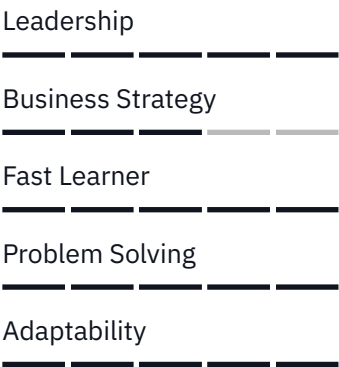 Leadership
Business Strategy
Fast Learner
Problem Solving
Adaptability